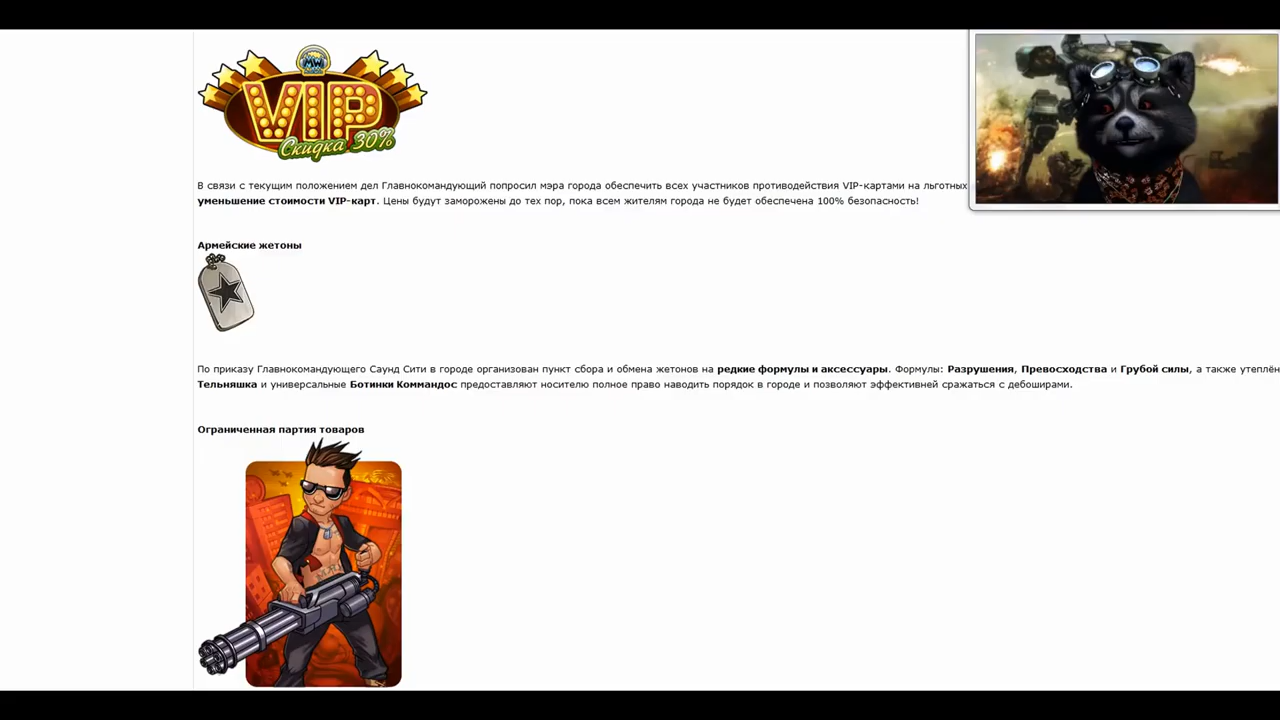 MW
VIP
Скидка 30%
В связи с текущим положением дел Главнокомандующий попросил мэра города обеспечить всех участников противодействия VIP-картами на льготных
уменьшение стоимости VIP-карт. Цены будут заморожены до тех пор, пока всем жителям города не будет обеспечена 100% безопасность!
Армейские жетоны
По приказу Главнокомандующего Саунд Сити в городе организован пункт сбора и обмена жетонов на редкие формулы и аксессуары. Формулы: Разрушения, Превосходства и Грубой силы, а также утеплён
Тельняшка и универсальные Ботинки Коммандос предоставляют носителю полное право наводить порядок в городе и позволяют эффективней сражаться с дебоширами.
Ограниченная партия товаров